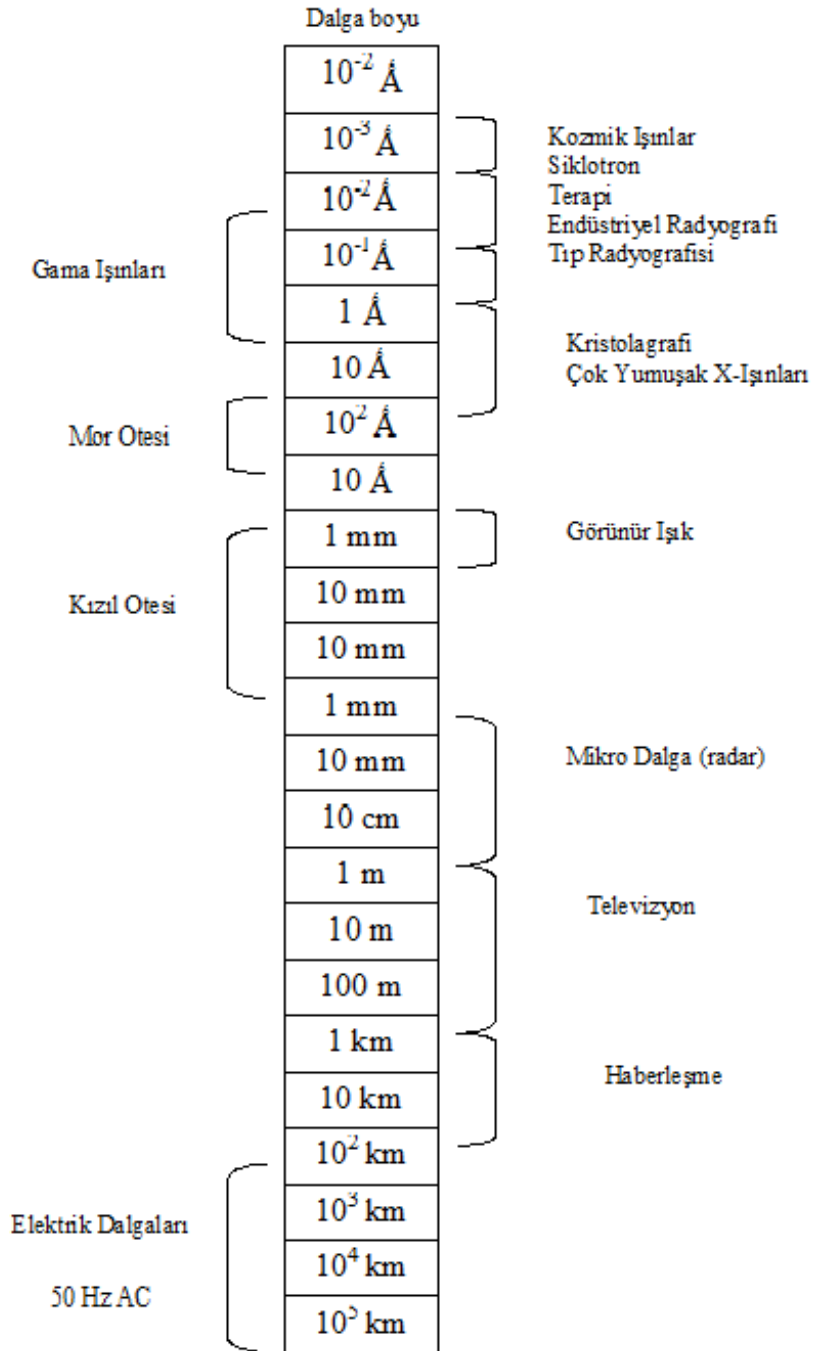 Dalga boyu
10⁻² Å
10⁻³ Å
10⁻² Å
10⁻¹ Å
1 Å
10 Å
10² Å
10 Å
1 mm
10 mm
10 mm
1 mm
10 mm
10 cm
1 m
10 m
100 m
1 km
10 km
10² km
10³ km
10⁴ km
10⁵ km
Gama Işınları
Mor Otesi
Kızıl Otesi
Elektrik Dalgaları
50 Hz AC
Kozmik Işınlar
Siklotron
Terapi
Endüstriyel Radyografi
Tıp Radyografisi
Kristolagrafi
Çok Yumuşak X-Işınları
Görünür Işık
Mikro Dalga (radar)
Televizyon
Haberleşme